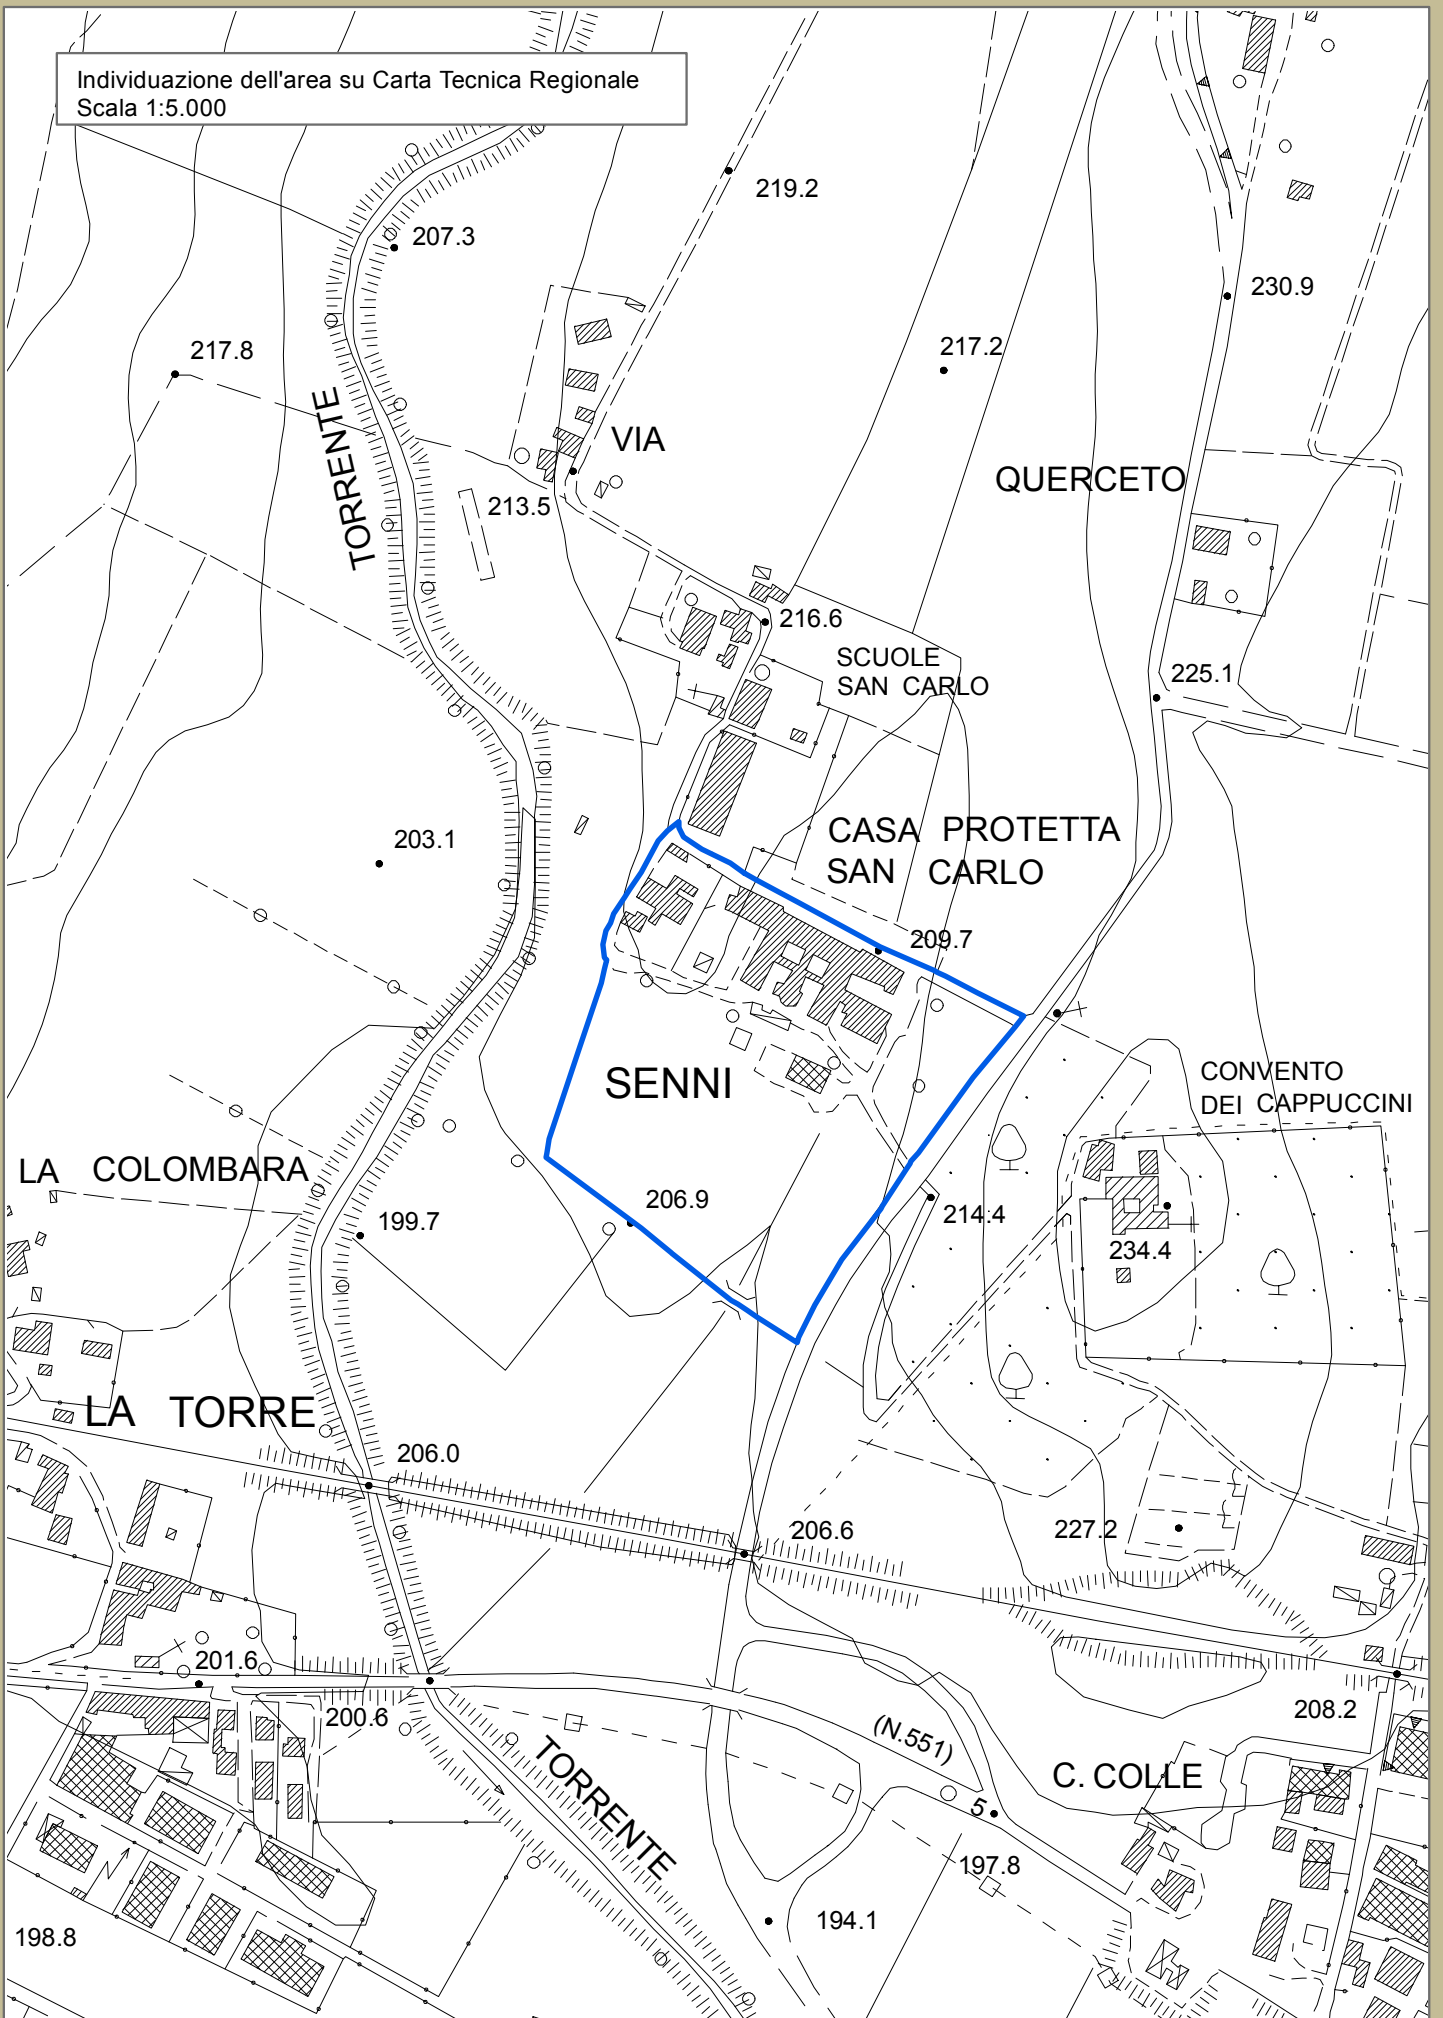 Individuazione dell'area su Carta Tecnica Regionale
Scala 1:5.000
219.2
207.3
230.9
217.8
217.2
TORRENTE
VIA
QUERCETO
213.5
216.6
SCUOLE
SAN CARLO
225.1
203.1
CASA PROTETTA
SAN CARLO
209.7
SENNI
CONVENTO
DEI CAPPUCCINI
LA COLOMBARA
206.9
199.7
214.4
234.4
LA TORRE
206.0
206.6
227.2
201.6
200.6
208.2
(N.551)
TORRENTE
C. COLLE
5
197.8
194.1
198.8